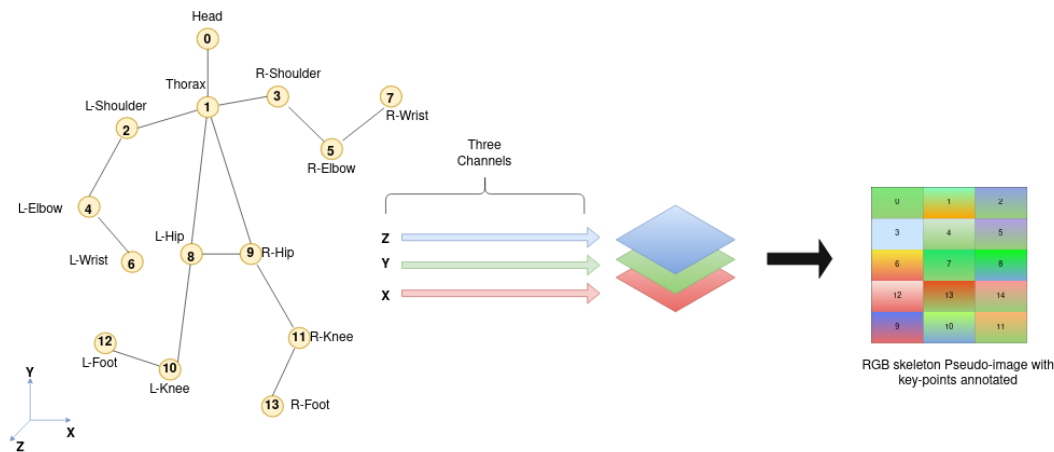 Head
0
Thorax
1
R-Shoulder
3
7
R-Wrist
L-Shoulder
2
5
R-Elbow
L-Elbow
4
L-Wrist
6
L-Hip
8
9
R-Hip
11
R-Knee
12
L-Foot
10
L-Knee
13
R-Foot
Y
X
Z
Three
Channels
Z
Y
X
0 1 2
3 4 5
6 7 8
12 13 14
9 10 11
RGB skeleton Pseudo-image with
key-points annotated